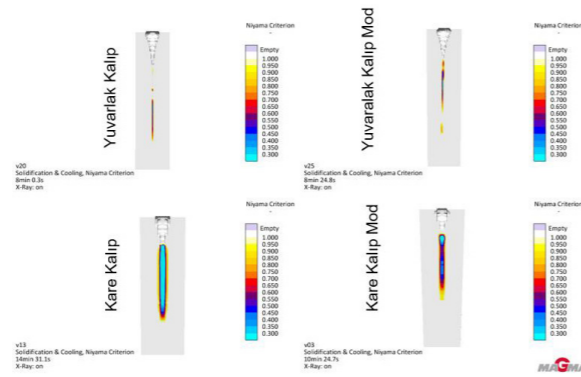 Yuvarlak Kalıp
Niyama Criterion
-
Empty
1.000
0.950
0.900
0.850
0.800
0.750
0.700
0.650
0.600
0.550
0.500
0.450
0.400
0.350
0.300
v20
Solidification & Cooling, Niyama Criterion
8min 0.3s
X-Ray: on
Yuvaralak Kalıp Mod
Niyama Criterion
-
Empty
1.000
0.950
0.900
0.850
0.800
0.750
0.700
0.650
0.600
0.550
0.500
0.450
0.400
0.350
0.300
v25
Solidification & Cooling, Niyama Criterion
8min 24.8s
X-Ray: on
Kare Kalıp
Niyama Criterion
-
Empty
1.000
0.950
0.900
0.850
0.800
0.750
0.700
0.650
0.600
0.550
0.500
0.450
0.400
0.350
0.300
v13
Solidification & Cooling, Niyama Criterion
14min 31.1s
X-Ray: on
Kare Kalıp Mod
Niyama Criterion
-
Empty
1.000
0.950
0.900
0.850
0.800
0.750
0.700
0.650
0.600
0.550
0.500
0.450
0.400
0.350
0.300
v03
Solidification & Cooling, Niyama Criterion
10min 24.7s
X-Ray: on
MAGMA